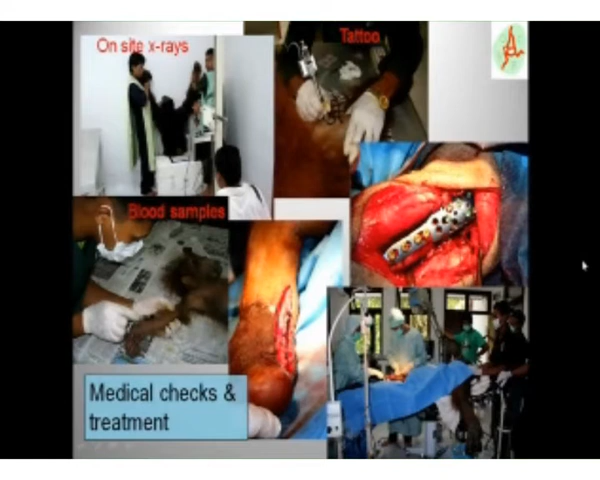 On site x-rays
Tattoo
Blood samples
Medical checks &
treatment